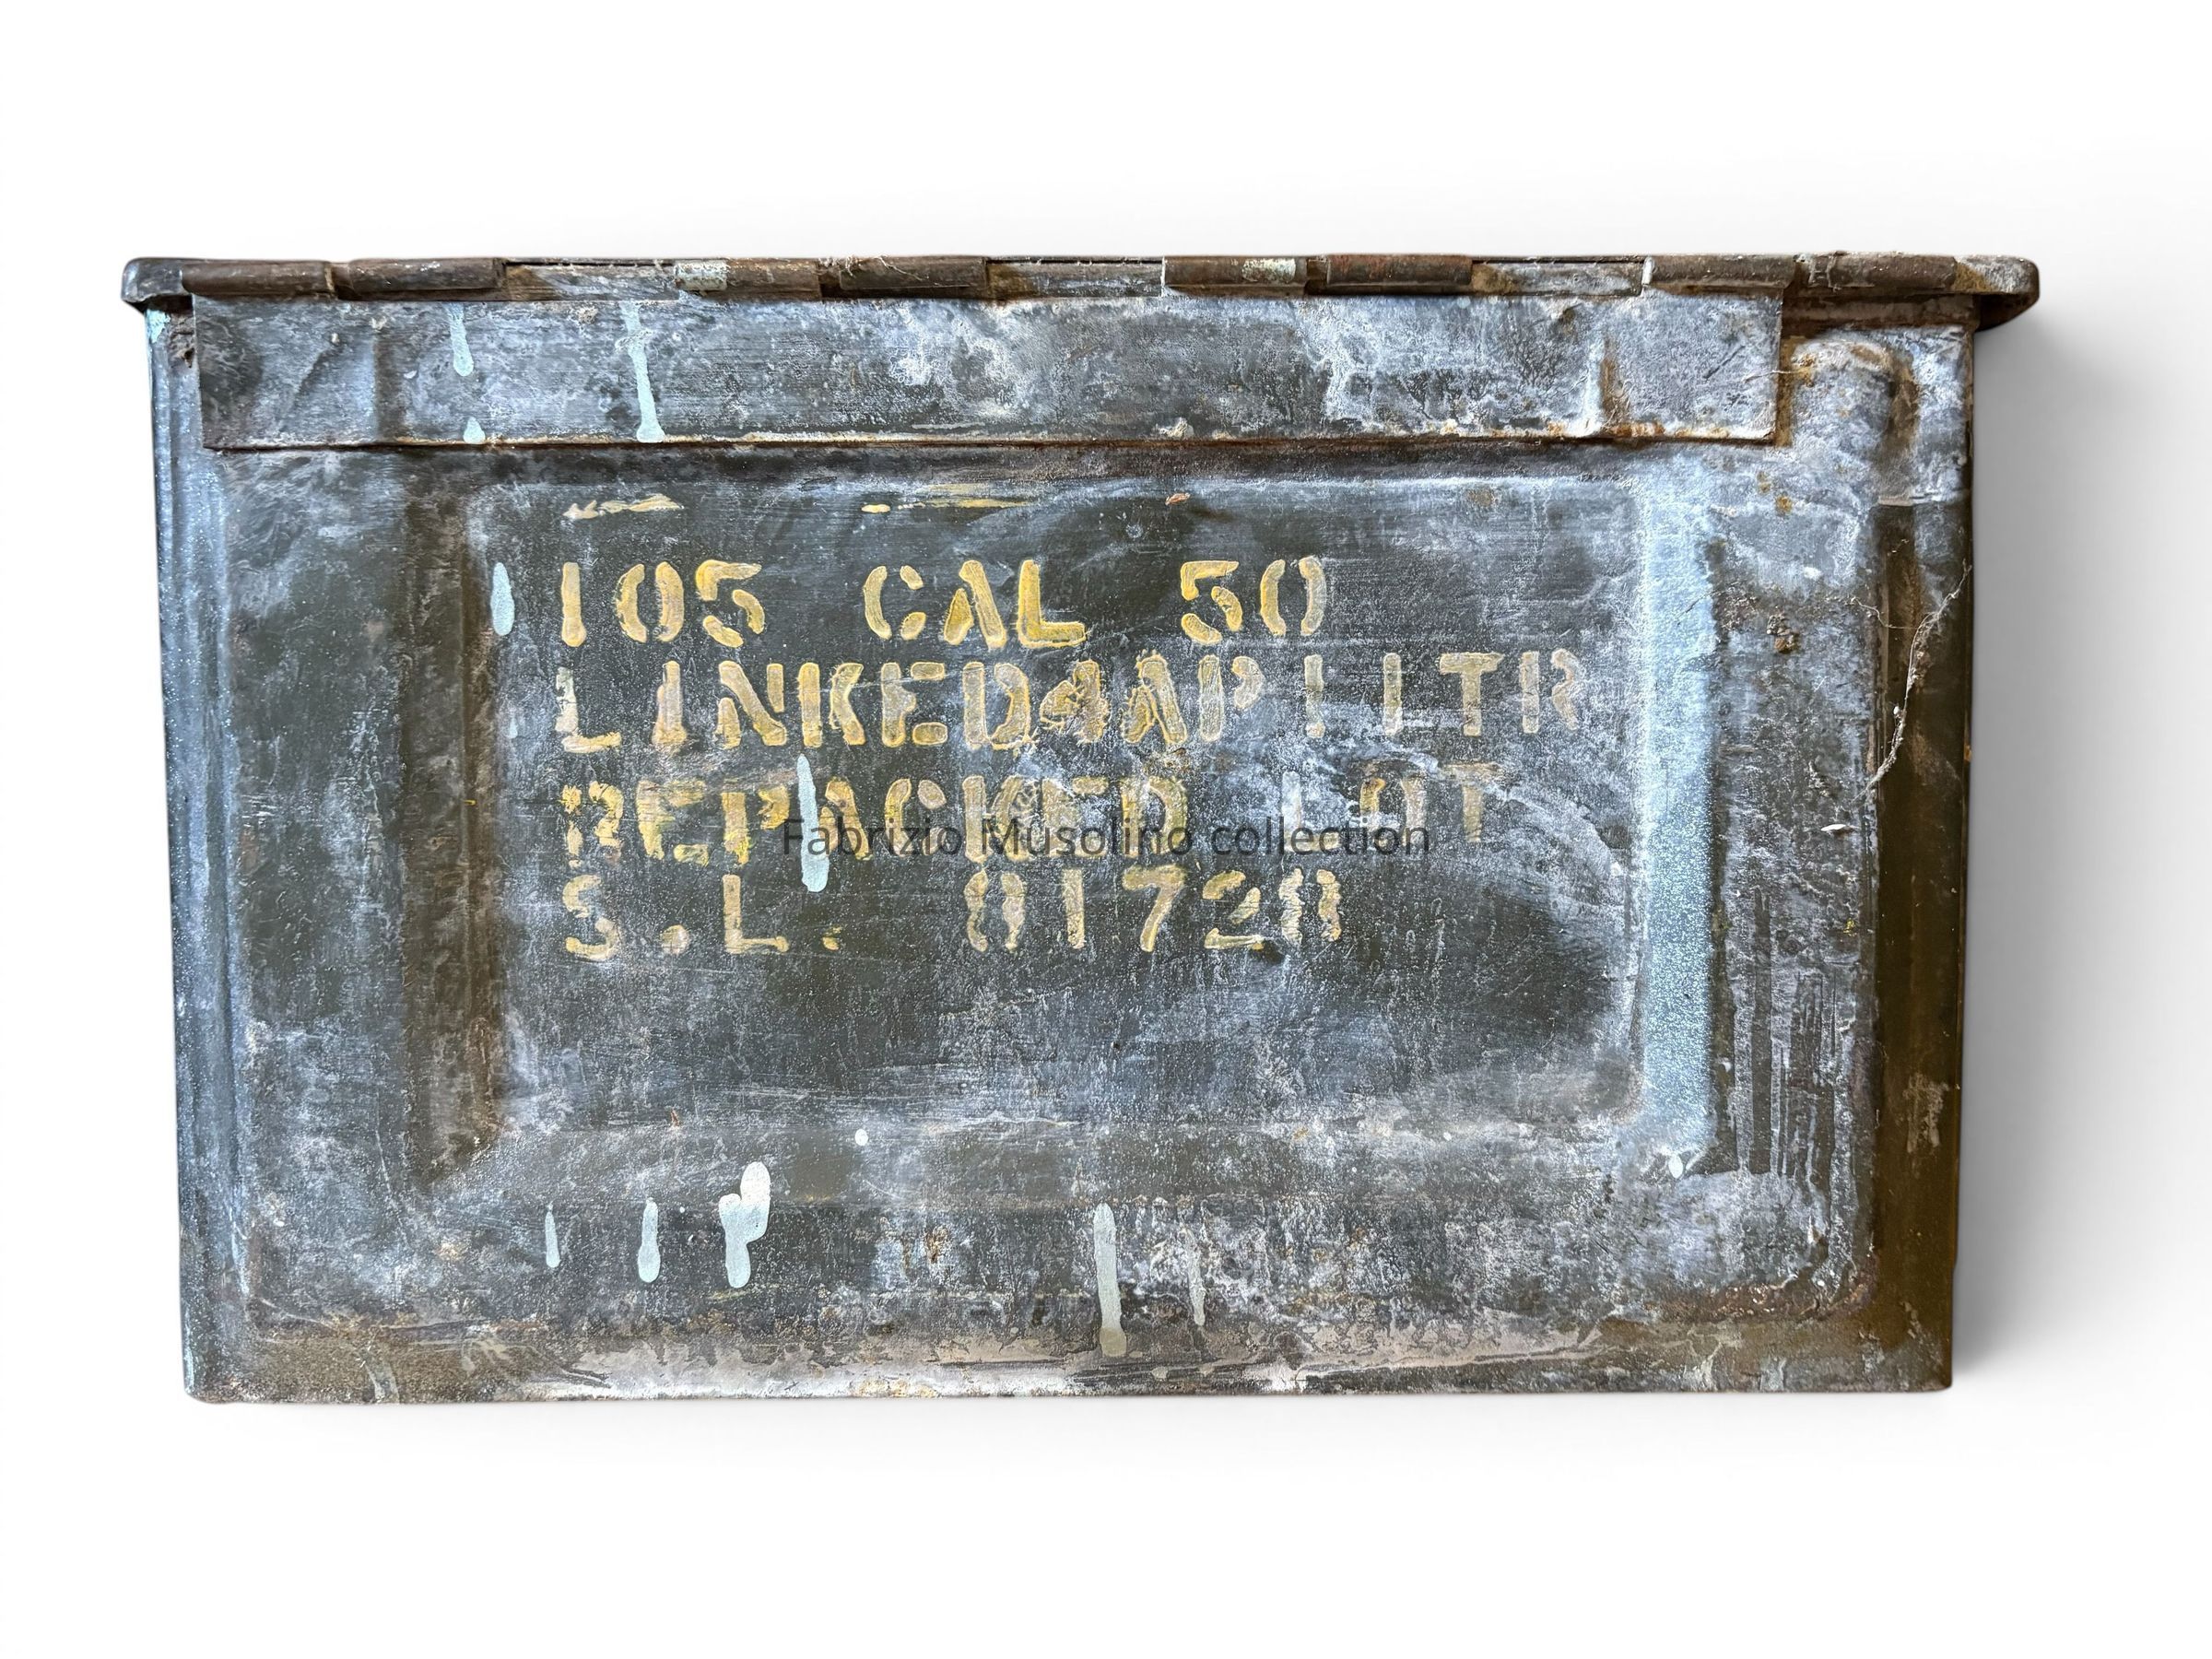 105 CAL 50
LINKED4AP1 1TR
REPACKED LOT
S.L. 01728
Fabrizio Musolino collection